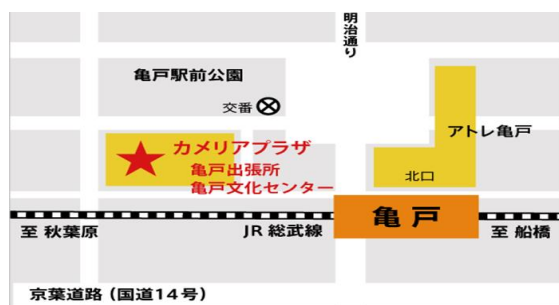 明治通り
亀戸駅前公園
交番
アトレ亀戸
カメリアプラザ
亀戸出張所
亀戸文化センター
北口
亀戸
至 秋葉原
JR 総武線
至 船橋
京葉道路（国道14号）